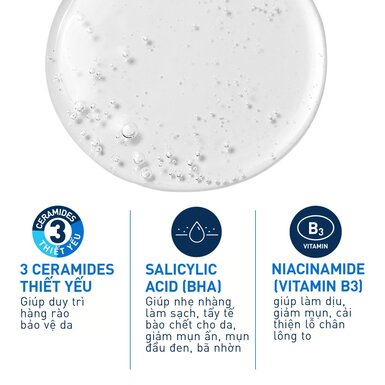 CERAMIDES
3
THIẾT YẾU
3 CERAMIDES
THIẾT YẾU
Giúp duy trì
hàng rào
bảo vệ da
SALICYLIC
ACID (BHA)
Giúp nhẹ nhàng
làm sạch, tẩy tế
bào chết cho da,
giảm mụn ẩn, mụn
đầu đen, bã nhờn
B3
VITAMIN
NIACINAMIDE
(VITAMIN B3)
giúp làm dịu,
giảm mụn, cải
thiện lỗ chân
lông to